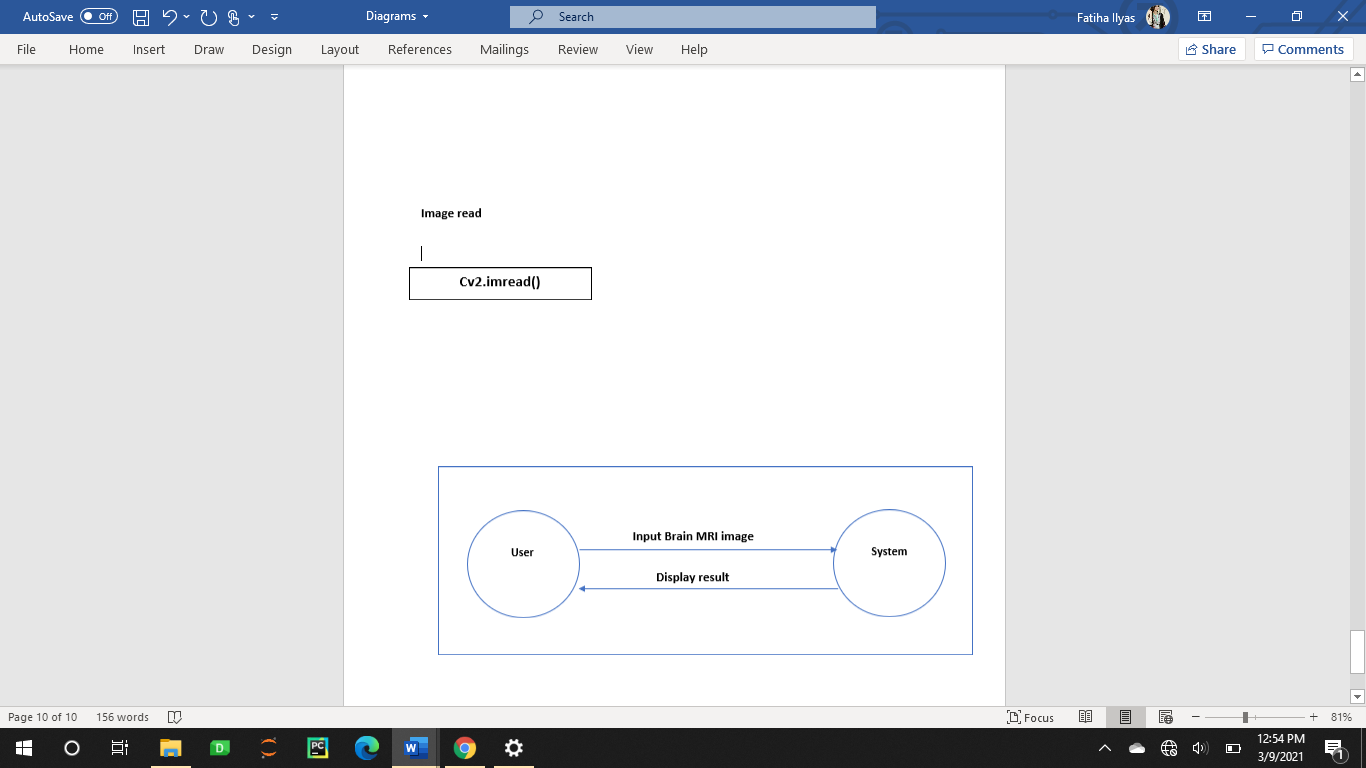 AutoSave Off Diagrams Search Fatiha Ilyas
File Home Insert Draw Design Layout References Mailings Review View Help Share Comments
Image read
Cv2.imread()
Input Brain MRI image
User System
Display result
Page 10 of 10 156 words Focus 81%
D PC W 12:54 PM
3/9/2021 1